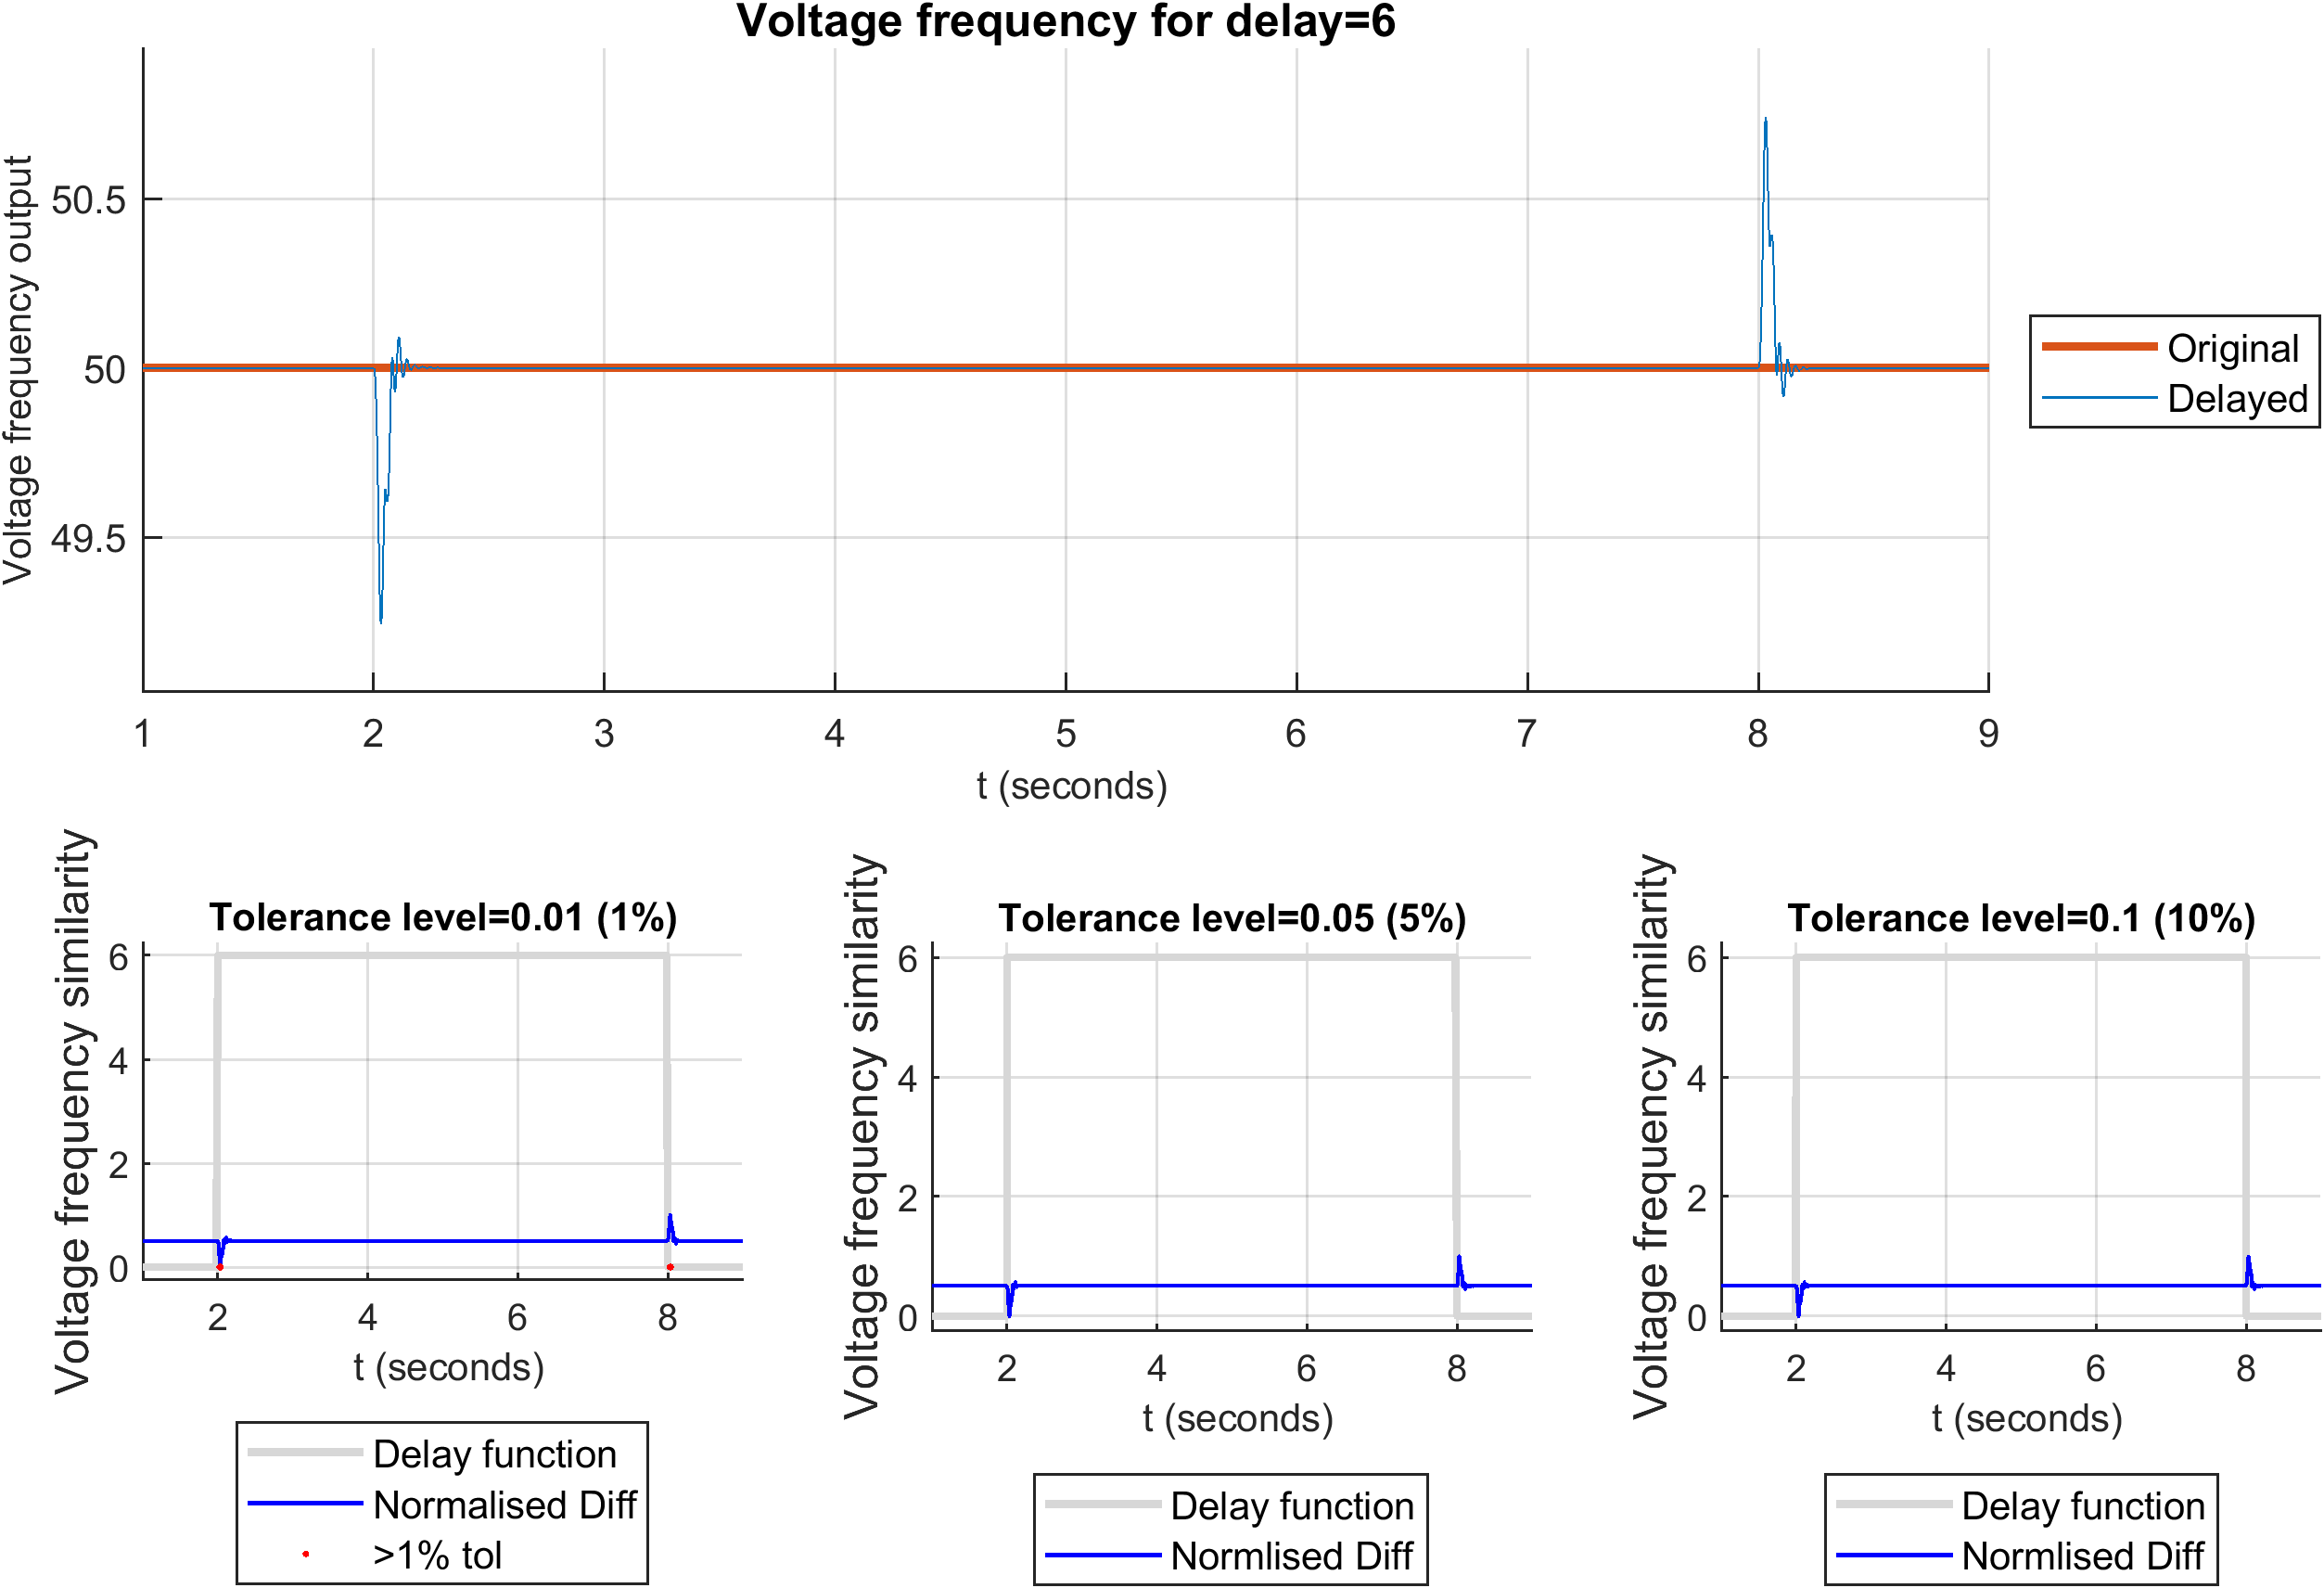 Voltage frequency for delay=6
Voltage frequency output
50.5
50
49.5
1 2 3 4 5 6 7 8 9
t (seconds)
Original
Delayed
Tolerance level=0.01 (1%)
Voltage frequency similarity
6
4
2
0
2 4 6 8
t (seconds)
Delay function
Normalised Diff
>1% tol
Tolerance level=0.05 (5%)
Voltage frequency similarity
6
4
2
0
2 4 6 8
t (seconds)
Delay function
Normlised Diff
Tolerance level=0.1 (10%)
Voltage frequency similarity
6
4
2
0
2 4 6 8
t (seconds)
Delay function
Normlised Diff